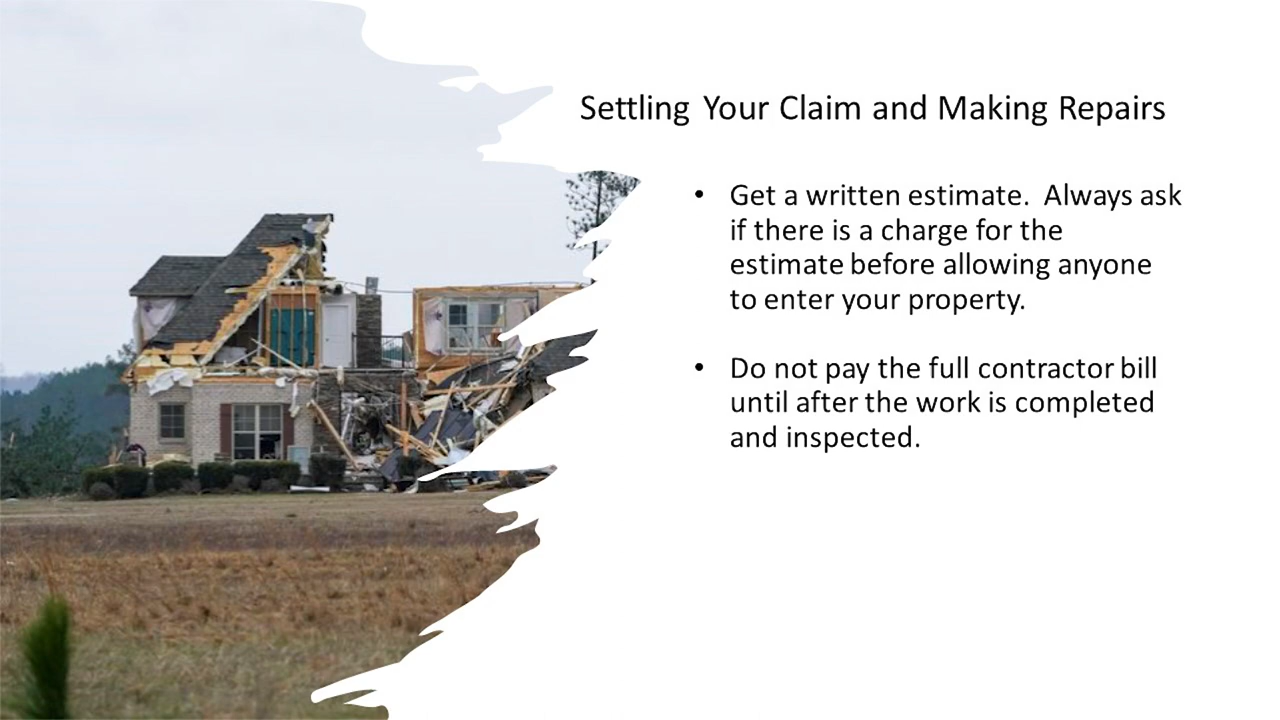 Settling Your Claim and Making Repairs
• Get a written estimate.  Always ask
if there is a charge for the
estimate before allowing anyone
to enter your property.
• Do not pay the full contractor bill
until after the work is completed
and inspected.